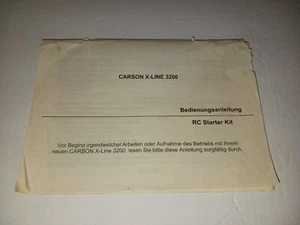 CARSON X-LINE 3200
Bedienungsanleitung
RC Starter Kit
Vor Beginn irgendwelcher Arbeiten oder Aufnahme des Betriebs mit Ihrem
neuen CARSON X-Line 3200 lesen Sie bitte diese Anleitung sorgfältig durch.